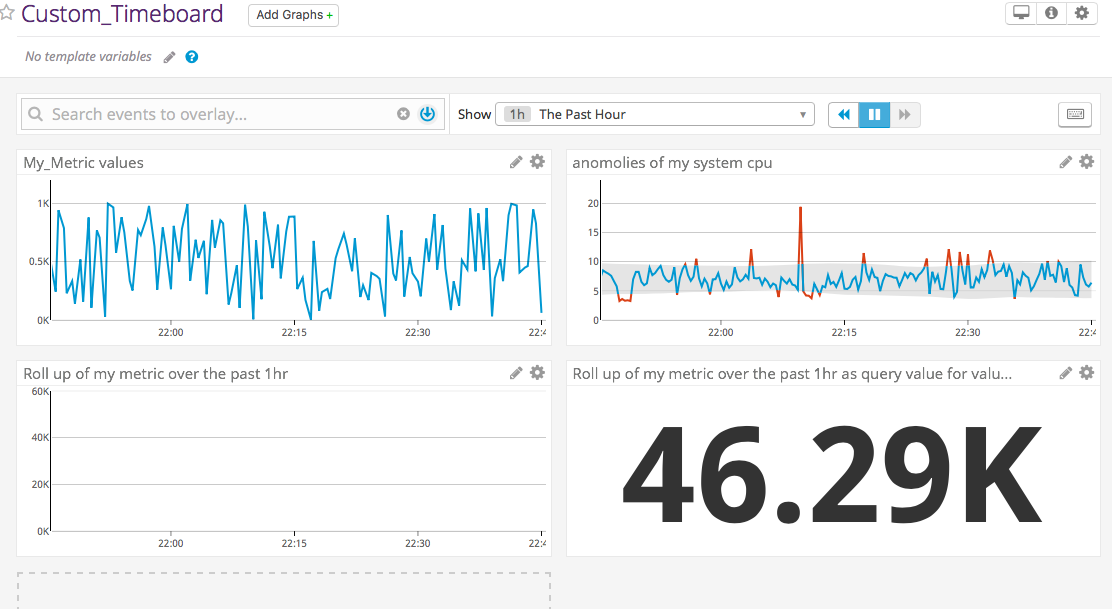 Custom_Timeboard
Add Graphs +
No template variables
Search events to overlay...
Show 1h The Past Hour
My_Metric values
1K
0.5K
0K
22:00 22:15 22:30 22:4
anomolies of my system cpu
20
15
10
5
0
22:00 22:15 22:30 22:4
Roll up of my metric over the past 1hr
60K
40K
20K
0K
22:00 22:15 22:30 22:4
Roll up of my metric over the past 1hr as query value for valu...
46.29K